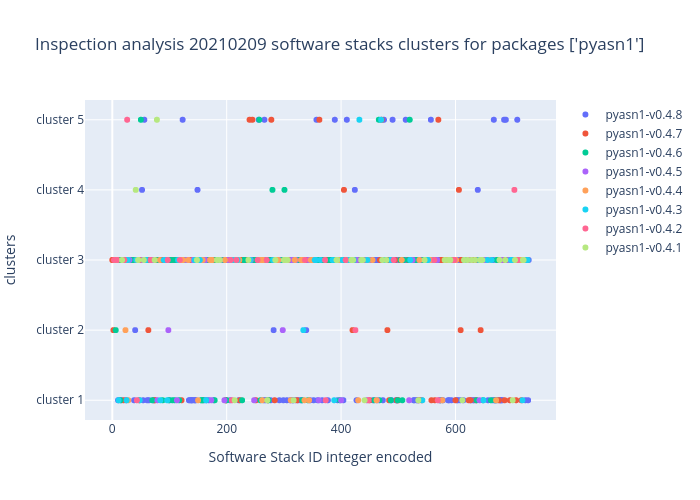 Inspection analysis 20210209 software stacks clusters for packages ['pyasn1']
clusters
cluster 5
cluster 4
cluster 3
cluster 2
cluster 1
0
200
400
600
Software Stack ID integer encoded
pyasn1-v0.4.8
pyasn1-v0.4.7
pyasn1-v0.4.6
pyasn1-v0.4.5
pyasn1-v0.4.4
pyasn1-v0.4.3
pyasn1-v0.4.2
pyasn1-v0.4.1